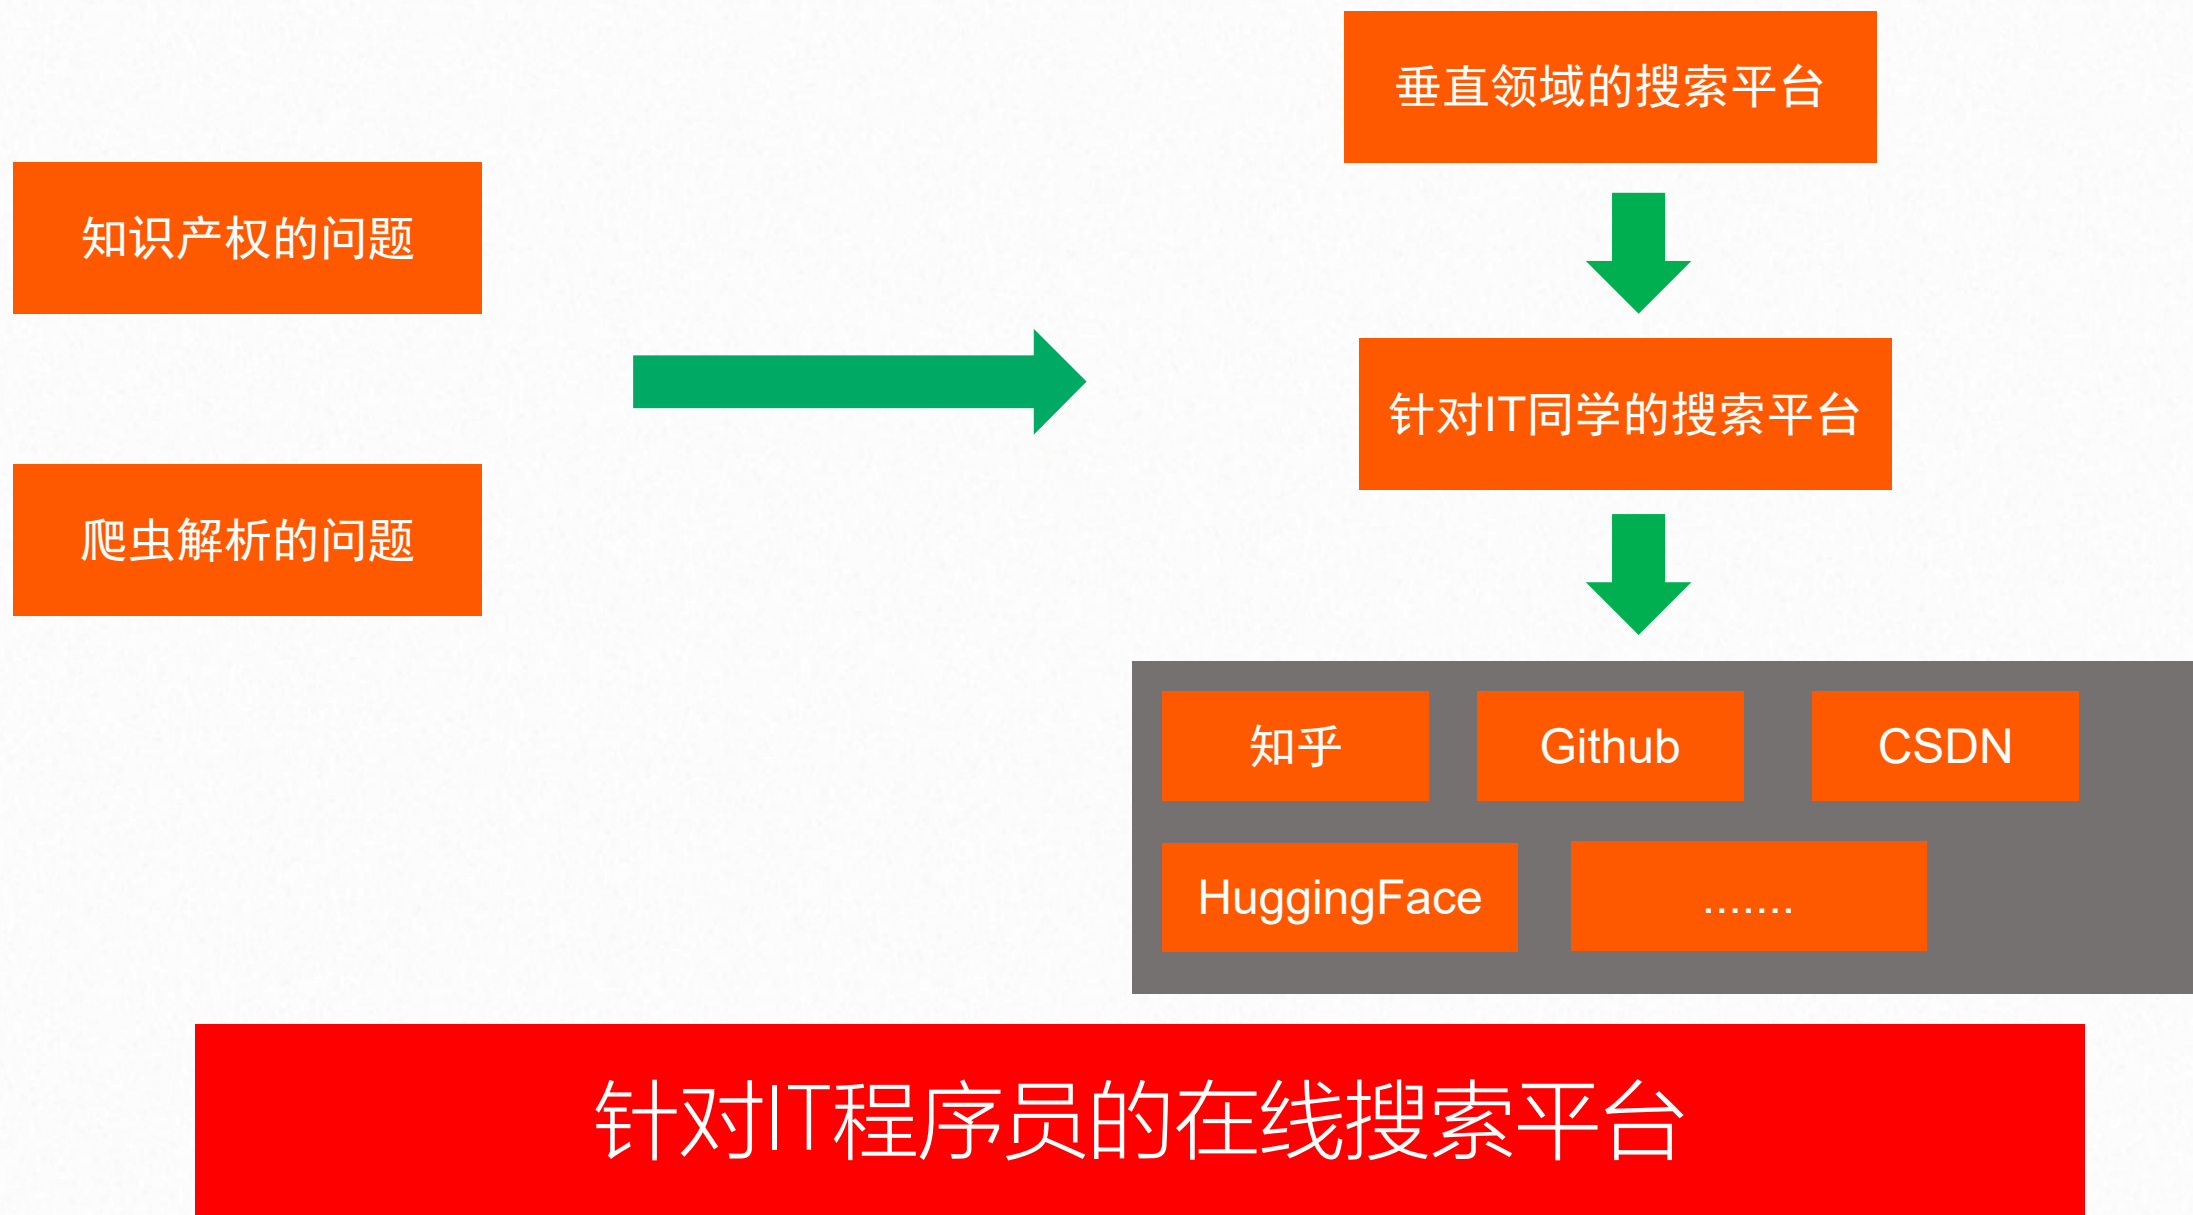 垂直领域的搜索平台
知识产权的问题
针对IT同学的搜索平台
爬虫解析的问题
知乎
Github
CSDN
HuggingFace
.......
针对IT程序员的在线搜索平台